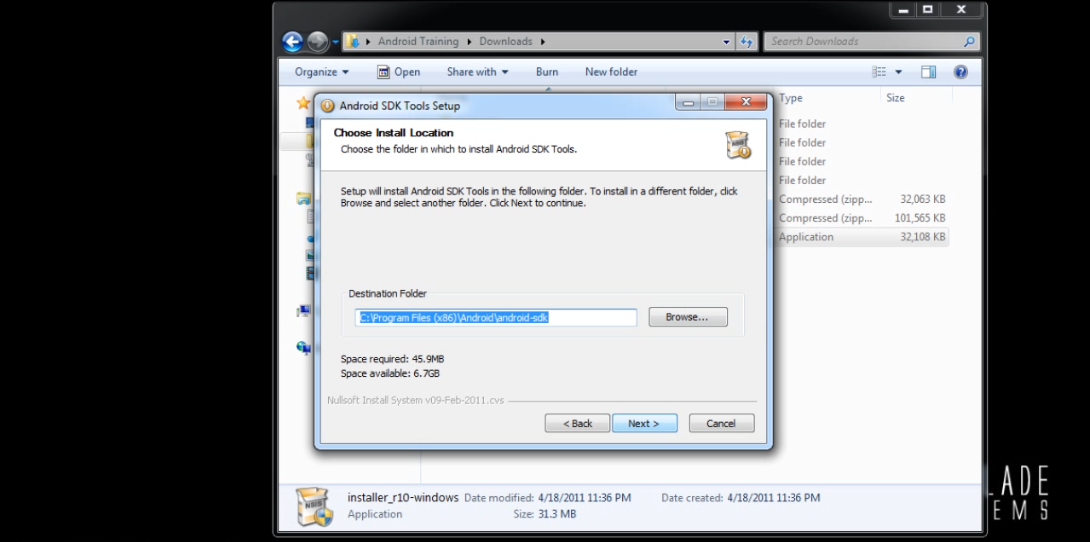 Android Training Downloads Search Downloads
Organize Open Share with Burn New folder
Android SDK Tools Setup
Type Size
Choose Install Location
Choose the folder in which to install Android SDK Tools.
File folder
File folder
File folder
File folder
Compressed (zipp... 32,063 KB
Compressed (zipp... 101,565 KB
Application 32,108 KB
Setup will install Android SDK Tools in the following folder. To install in a different folder, click
Browse and select another folder. Click Next to continue.
Destination Folder
C:\Program Files (x86)\Android\android-sdk
Browse...
Space required: 45.9MB
Space available: 6.7GB
Nullsoft Install System v09-Feb-2011.cvs
< Back Next > Cancel
installer_r10-windows Date modified: 4/18/2011 11:36 PM Date created: 4/18/2011 11:36 PM
Application Size: 31.3 MB
LADE
EMS